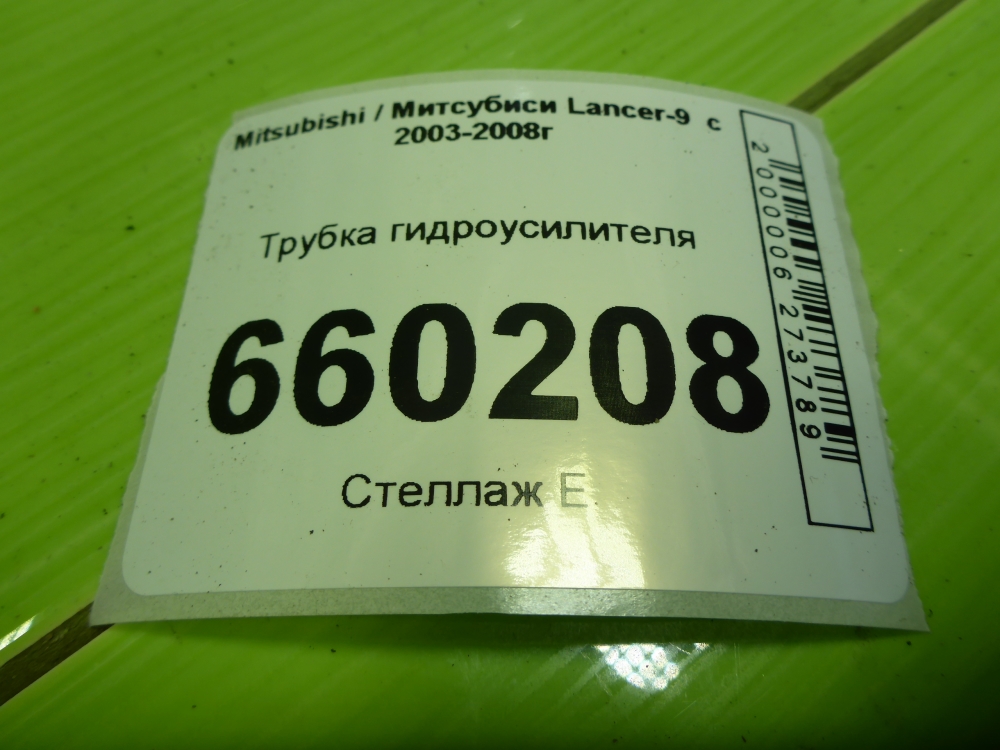 Mitsubishi / Митсубиси Lancer-9 с
2003-2008г
Трубка гидроусилителя
660208
Стеллаж E
2000006273789